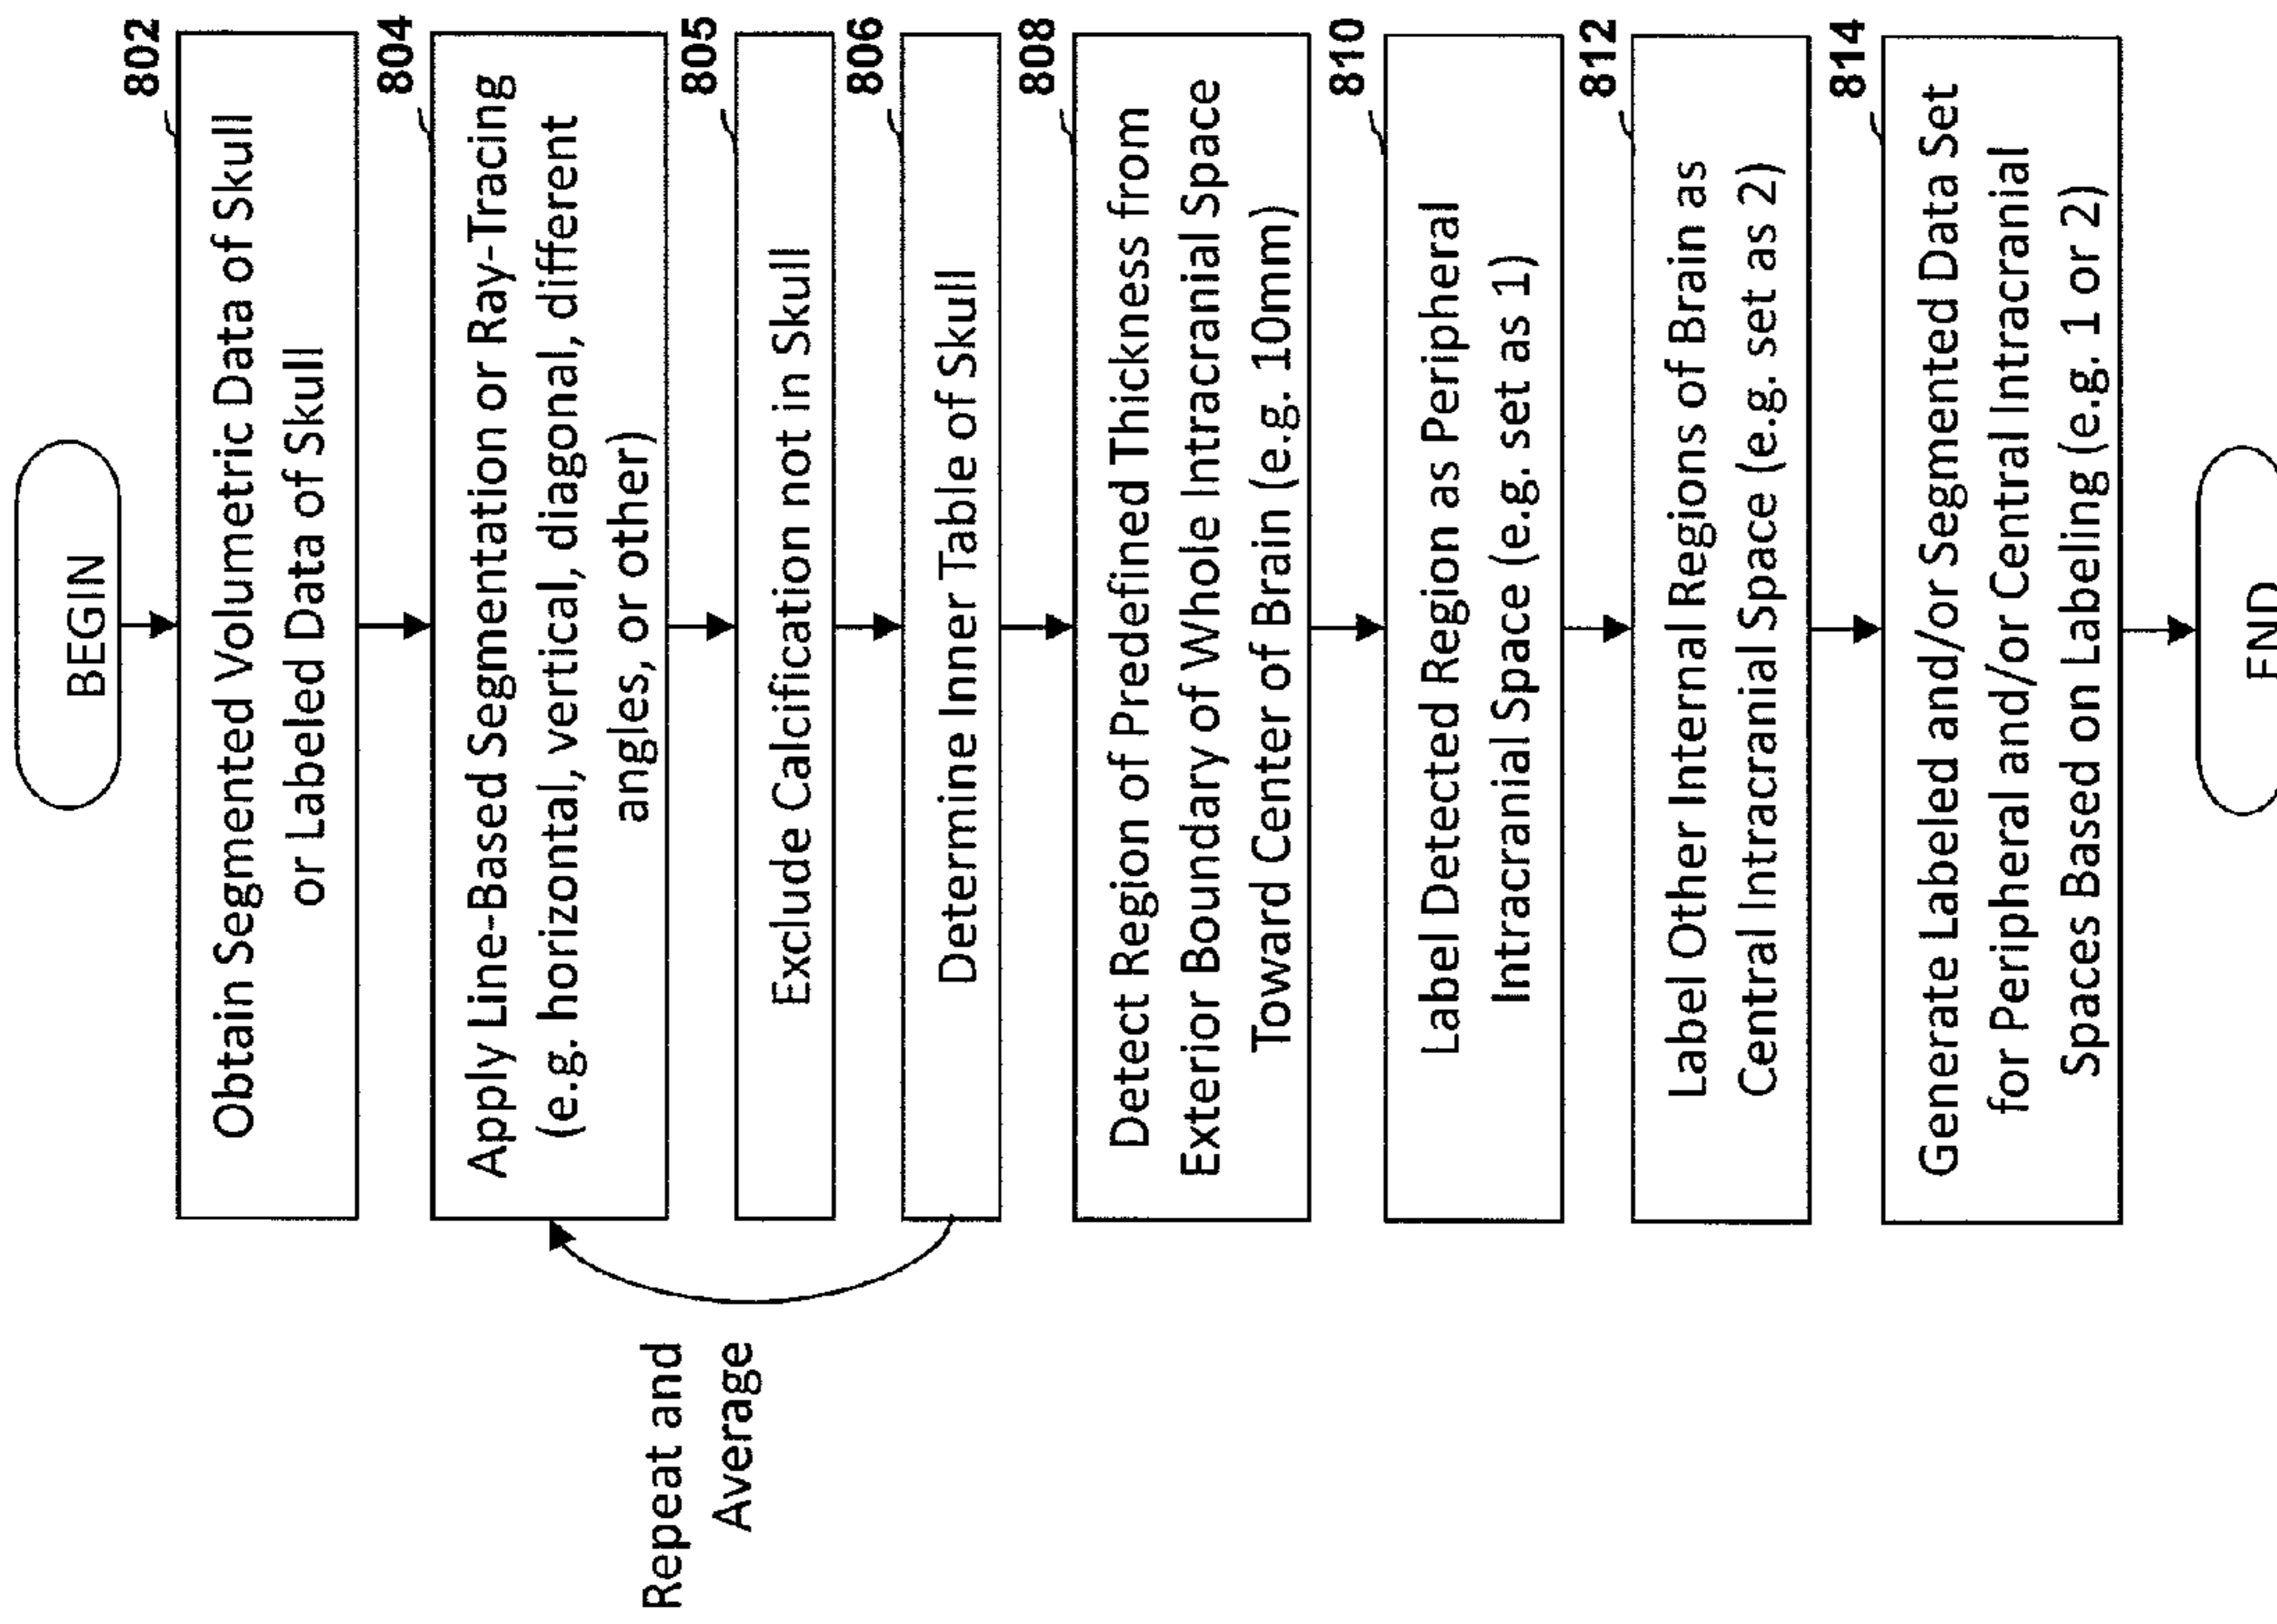 BEGIN
802
Obtain Segmented Volumetric Data of Skull
or Labeled Data of Skull
804
Apply Line-Based Segmentation or Ray-Tracing
(e.g. horizontal, vertical, diagonal, different
angles, or other)
805
Exclude Calcification not in Skull
806
Determine Inner Table of Skull
Repeat and
Average
808
Detect Region of Predefined Thickness from
Exterior Boundary of Whole Intracranial Space
Toward Center of Brain (e.g. 10mm)
810
Label Detected Region as Peripheral
Intracranial Space (e.g. set as 1)
812
Label Other Internal Regions of Brain as
Central Intracranial Space (e.g. set as 2)
814
Generate Labeled and/or Segmented Data Set
for Peripheral and/or Central Intracranial
Spaces Based on Labeling (e.g. 1 or 2)
END